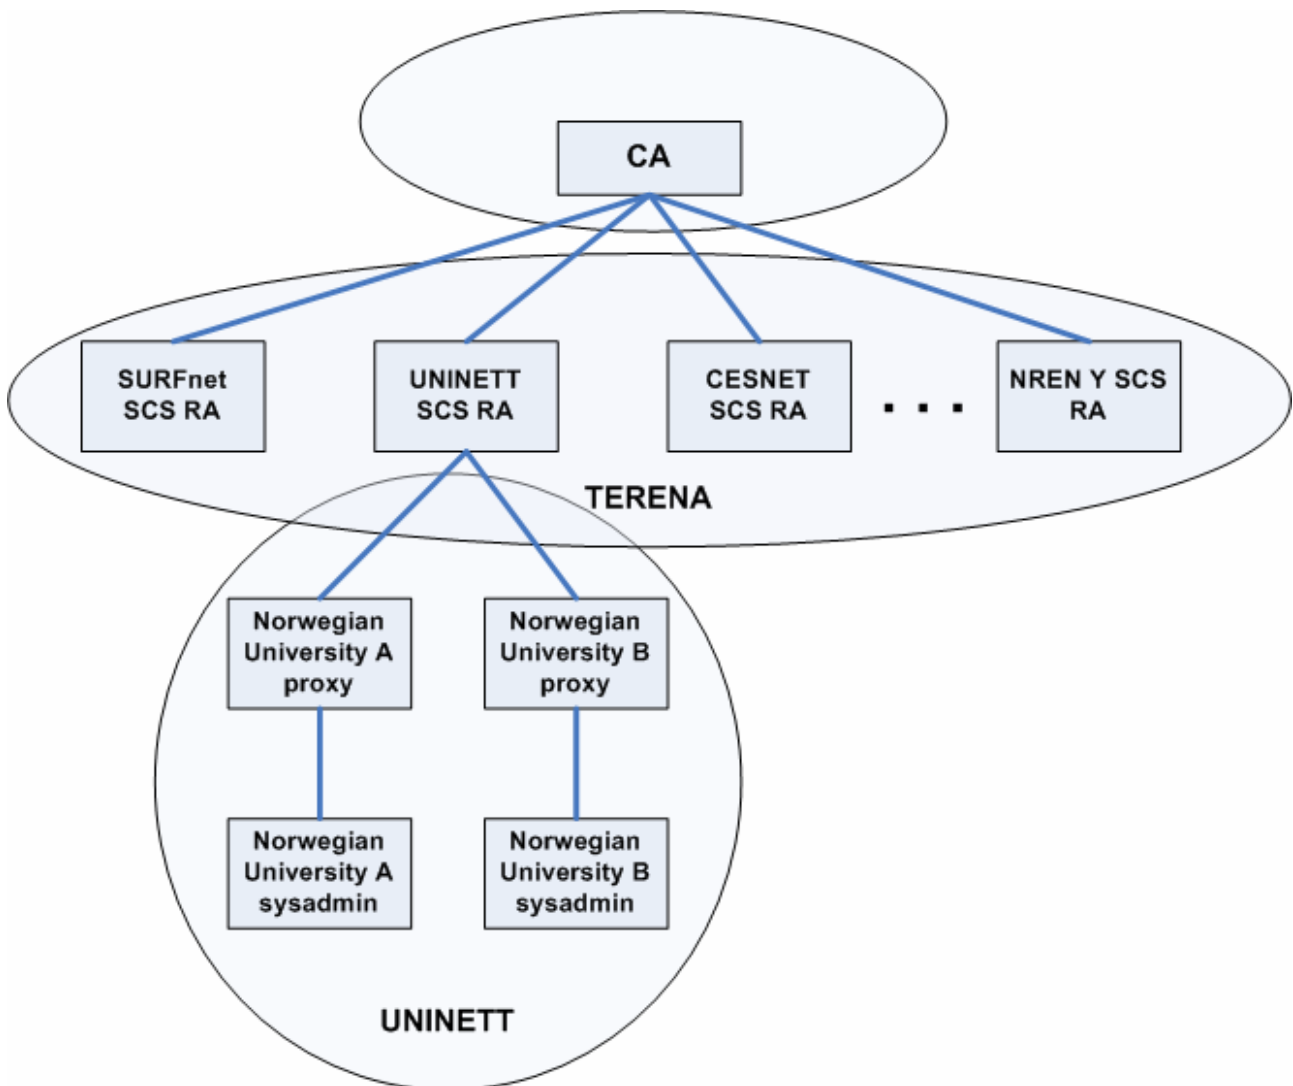 CA
SURFnet
SCS RA
UNINETT
SCS RA
CESNET
SCS RA
. . .
NREN Y SCS
RA
TERENA
Norwegian
University A
proxy
Norwegian
University B
proxy
Norwegian
University A
sysadmin
Norwegian
University B
sysadmin
UNINETT